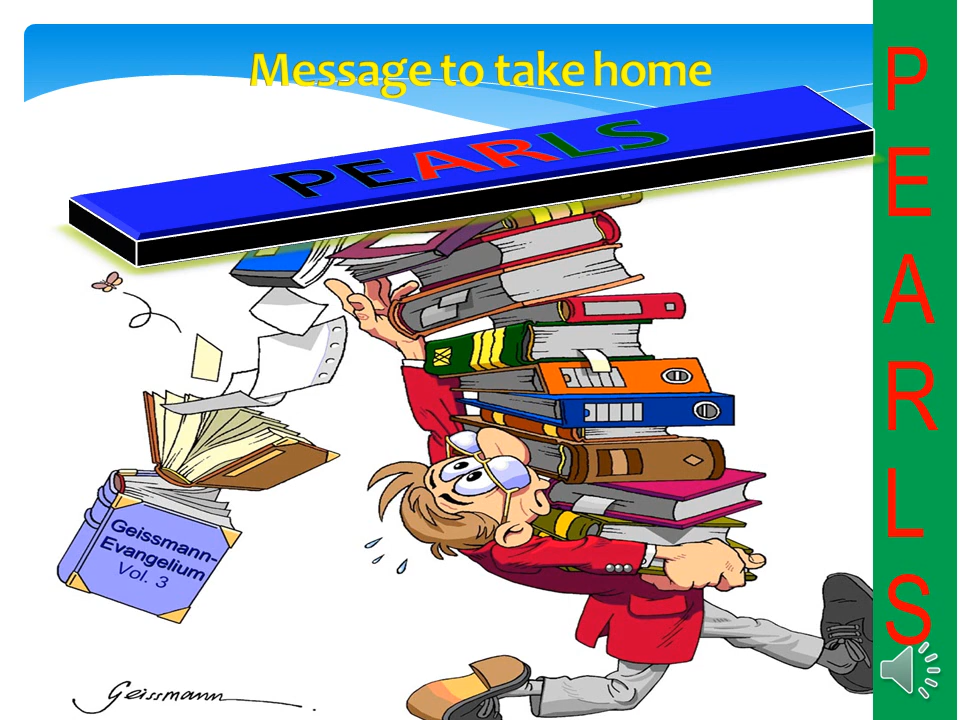 Message to take home
PEARLS
Geissmann-
Evangelium
Vol. 3
Geissmann
P
E
A
R
L
S